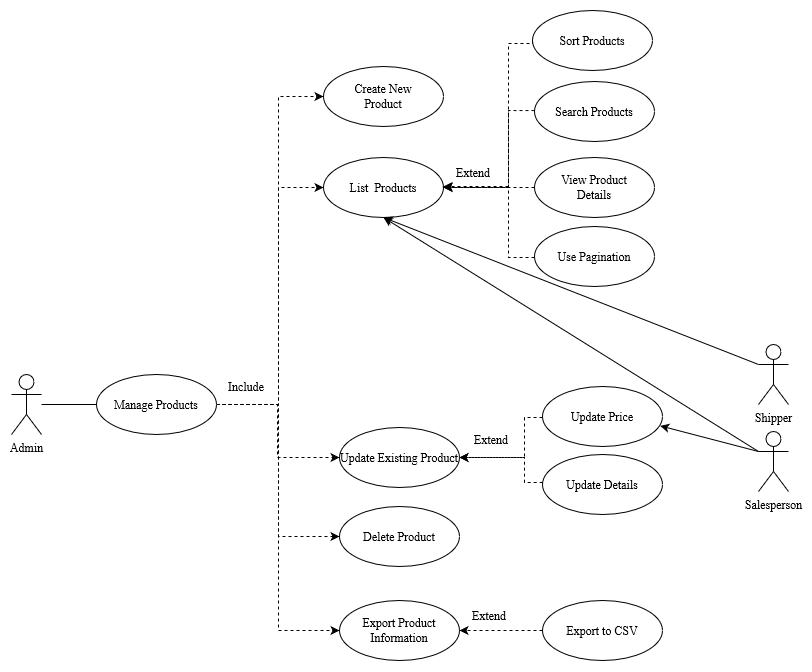 Sort Products
Create New
Product
Search Products
Extend
List Products
View Product
Details
Use Pagination
Include
Manage Products
Admin
Shipper
Update Price
Extend
Update Existing Product
Update Details
Salesperson
Delete Product
Extend
Export Product
Information
Export to CSV